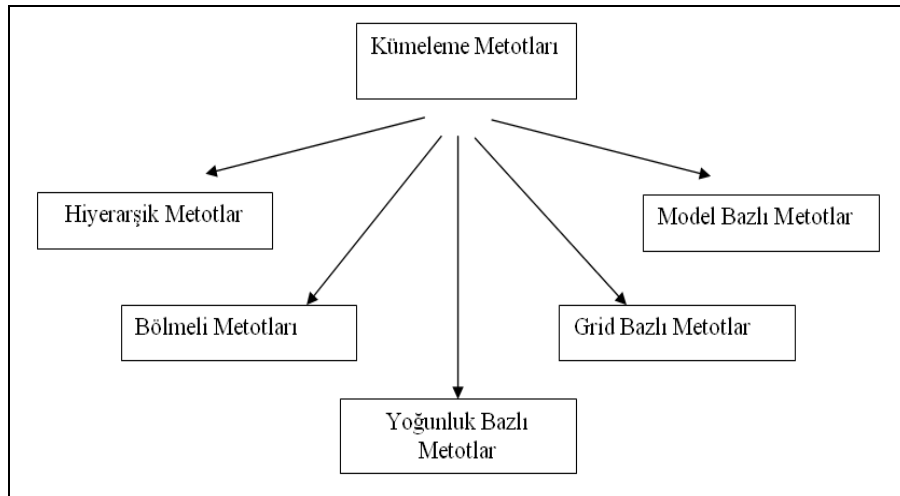 Kümeleme Metotları
Hiyerarşik Metotlar
Model Bazlı Metotlar
Bölmeli Metotları
Grid Bazlı Metotlar
Yoğunluk Bazlı
Metotlar